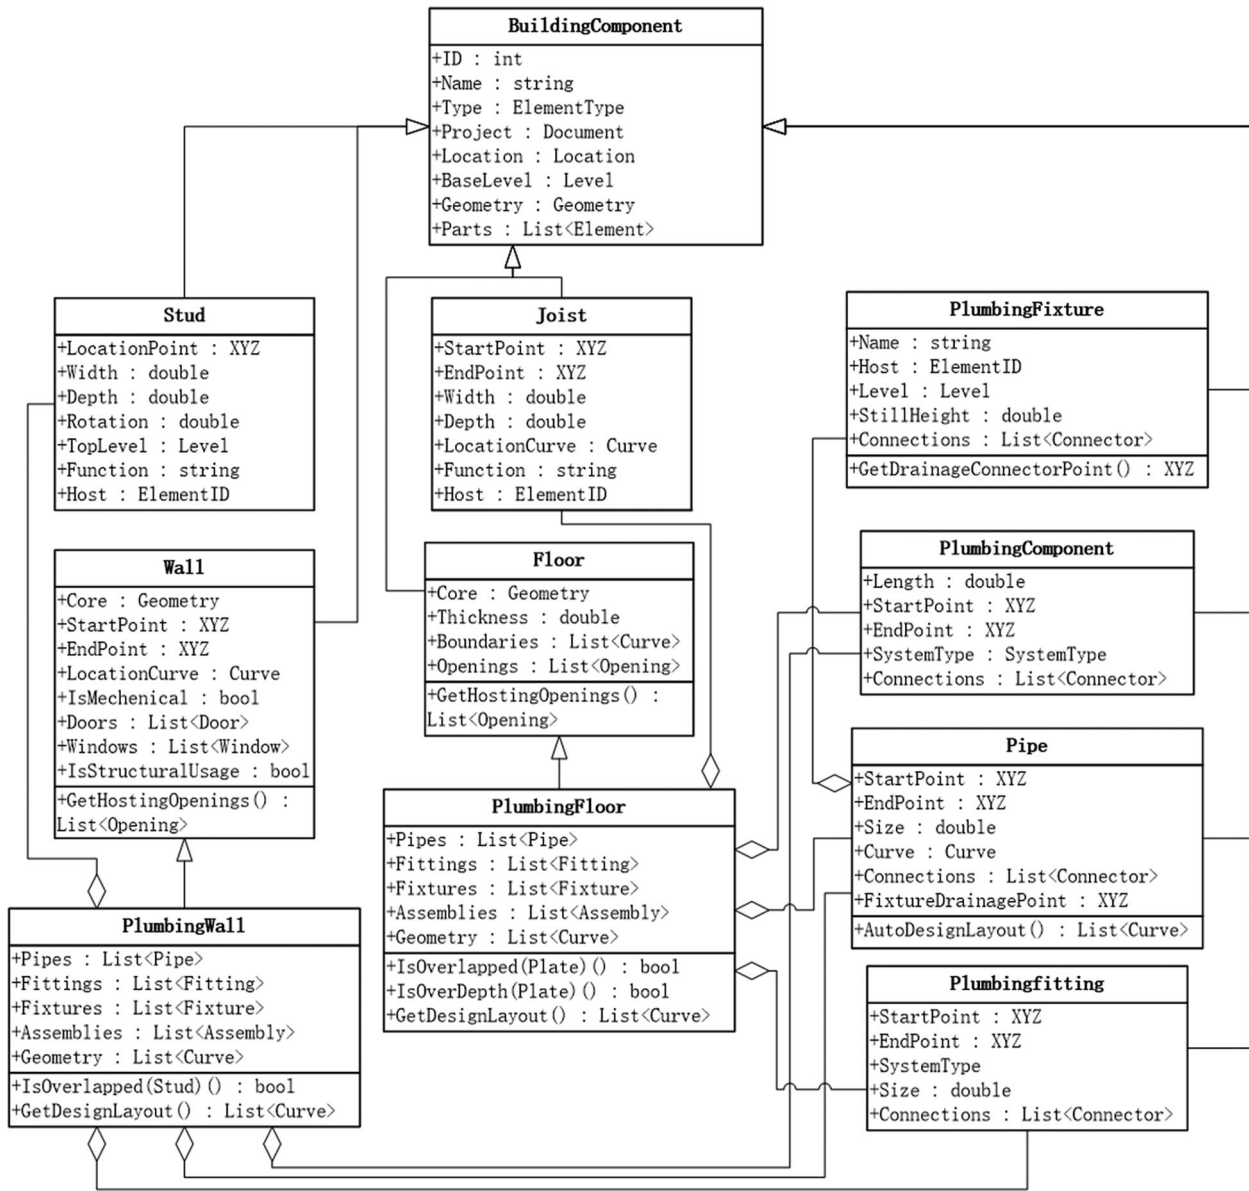 BuildingComponent
+ID : int
+Name : string
+Type : ElementType
+Project : Document
+Location : Location
+BaseLevel : Level
+Geometry : Geometry
+Parts : List<Element>
Stud
+LocationPoint : XYZ
+Width : double
+Depth : double
+Rotation : double
+TopLevel : Level
+Function : string
+Host : ElementID
Joist
+StartPoint : XYZ
+EndPoint : XYZ
+Width : double
+Depth : double
+LocationCurve : Curve
+Function : string
+Host : ElementID
PlumbingFixture
+Name : string
+Host : ElementID
+Level : Level
+StillHeight : double
+Connections : List<Connector>
+GetDrainageConnectorPoint() : XYZ
Wall
+Core : Geometry
+StartPoint : XYZ
+EndPoint : XYZ
+LocationCurve : Curve
+IsMechenical : bool
+Doors : List<Door>
+Windows : List<Window>
+IsStructuralUsage : bool
+GetHostingOpenings() :
List<Opening>
Floor
+Core : Geometry
+Thickness : double
+Boundaries : List<Curve>
+Openings : List<Opening>
+GetHostingOpenings() :
List<Opening>
PlumbingComponent
+Length : double
+StartPoint : XYZ
+EndPoint : XYZ
+SystemType : SystemType
+Connections : List<Connector>
Pipe
+StartPoint : XYZ
+EndPoint : XYZ
+Size : double
+Curve : Curve
+Connections : List<Connector>
+FixtureDrainagePoint : XYZ
+AutoDesignLayout() : List<Curve>
PlumbingFloor
+Pipes : List<Pipe>
+Fittings : List<Fitting>
+Fixtures : List<Fixture>
+Assemblies : List<Assembly>
+Geometry : List<Curve>
+IsOverlapped(Plate)() : bool
+IsOverDepth(Plate)() : bool
+GetDesignLayout() : List<Curve>
PlumbingWall
+Pipes : List<Pipe>
+Fittings : List<Fitting>
+Fixtures : List<Fixture>
+Assemblies : List<Assembly>
+Geometry : List<Curve>
+IsOverlapped(Stud)() : bool
+GetDesignLayout() : List<Curve>
Plumbingfitting
+StartPoint : XYZ
+EndPoint : XYZ
+SystemType
+Size : double
+Connections : List<Connector>